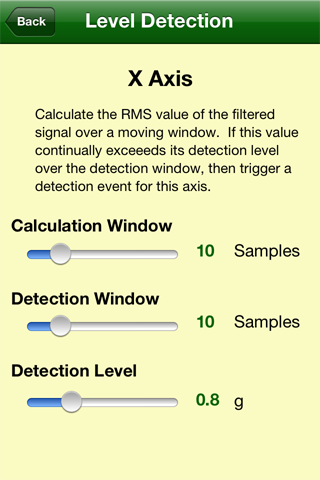 Back
Level Detection
X Axis
Calculate the RMS value of the filtered
signal over a moving window.  If this value
continually exceeeds its detection level
over the detection window, then trigger a
detection event for this axis.
Calculation Window
10 Samples
Detection Window
10 Samples
Detection Level
0.8 g